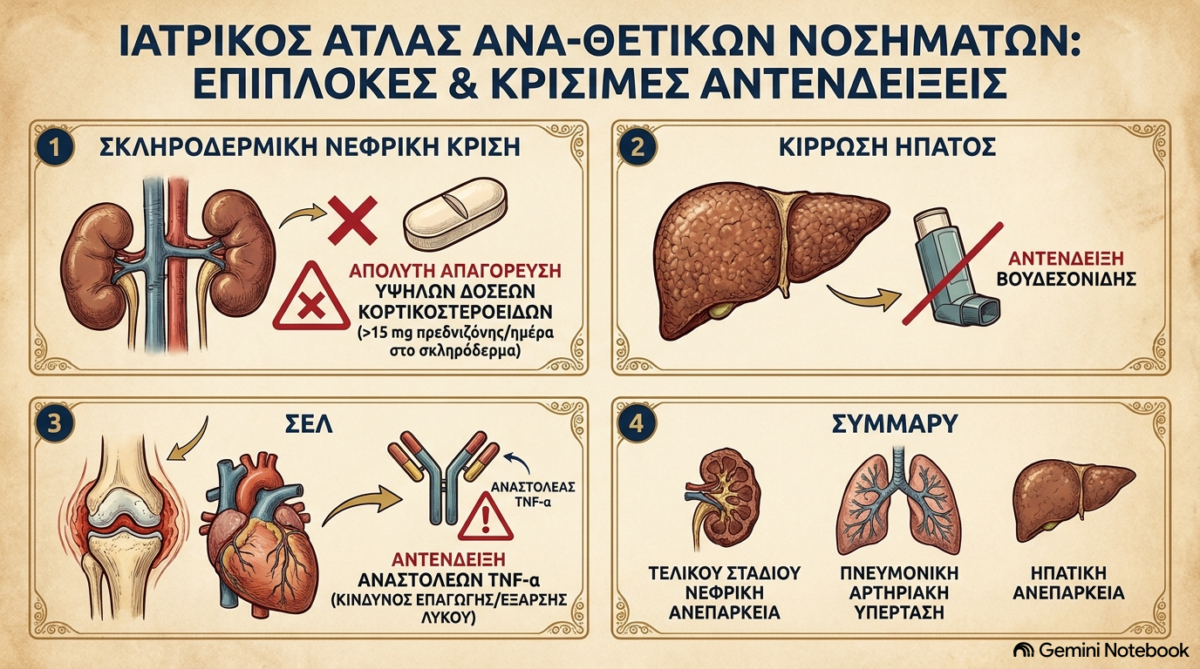 ΙΑΤΡΙΚΟΣ ΑΤΛΑΣ ΑΝΑ-ΘΕΤΙΚΩΝ ΝΟΣΗΜΑΤΩΝ:
ΕΠΙΠΛΟΚΕΣ & ΚΡΙΣΙΜΕΣ ΑΝΤΕΝΔΕΙΞΕΙΣ
1
ΣΚΛΗΡΟΔΕΡΜΙΚΗ ΝΕΦΡΙΚΗ ΚΡΙΣΗ
ΑΠΟΛΥΤΗ ΑΠΑΓΟΡΕΥΣΗ
ΥΨΗΛΩΝ ΔΟΣΕΩΝ
ΚΟΡΤΙΚΟΣΤΕΡΟΕΙΔΩΝ
(>15 mg πρεδνιζόνης/ημέρα
στο σκληρόδερμα)
2
ΚΙΡΡΩΣΗ ΗΠΑΤΟΣ
ΑΝΤΕΝΔΕΙΞΗ
ΒΟΥΔΕΣΟΝΙΔΗΣ
3
ΣΕΛ
ΑΝΑΣΤΟΛΕΑΣ
TNF-α
ΑΝΤΕΝΔΕΙΞΗ
ΑΝΑΣΤΟΛΕΩΝ TNF-α
(ΚΙΝΔΥΝΟΣ ΕΠΑΓΩΓΗΣ/ΕΞΑΡΣΗΣ
ΛΥΚΟΥ)
4
ΣΥΜΜΑΡΥ
ΤΕΛΙΚΟΥ ΣΤΑΔΙΟΥ
ΝΕΦΡΙΚΗ
ΑΝΕΠΑΡΚΕΙΑ
ΠΝΕΥΜΟΝΙΚΗ
ΑΡΤΗΡΙΑΚΗ
ΥΠΕΡΤΑΣΗ
ΗΠΑΤΙΚΗ
ΑΝΕΠΑΡΚΕΙΑ
Gemini Notebook